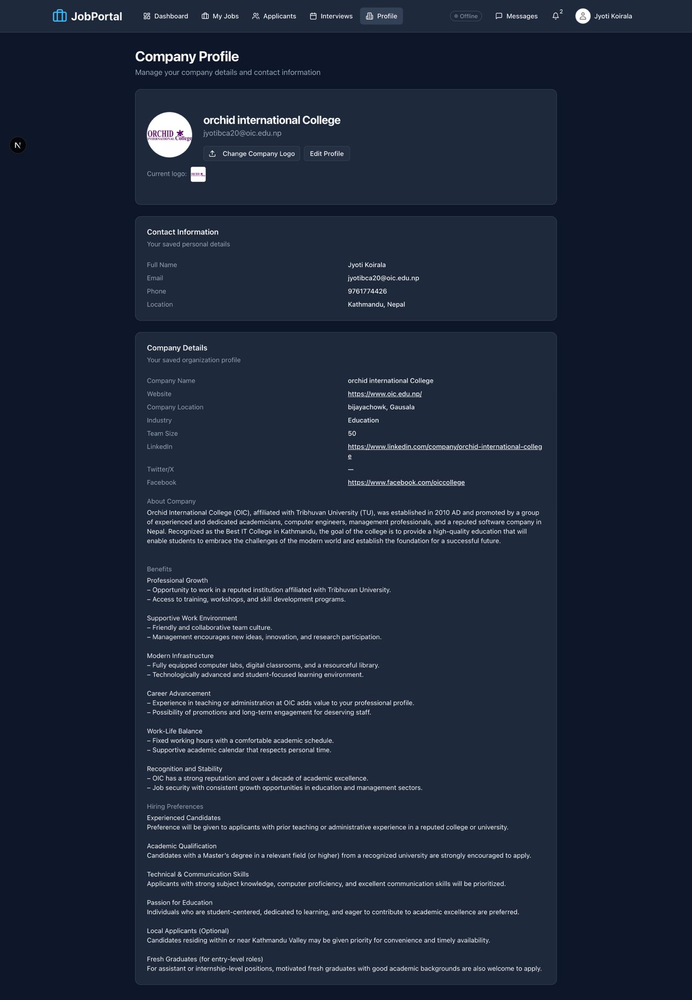 JobPortal
Dashboard
My Jobs
Applicants
Interviews
Profile
Offline
Messages
2
Jyoti Koirala
Company Profile
Manage your company details and contact information
N
ORCHID
INTERNATIONAL College
orchid international College
jyotibca20@oic.edu.np
Change Company Logo
Edit Profile
Current logo:
Contact Information
Your saved personal details
Full Name
Jyoti Koirala
Email
jyotibca20@oic.edu.np
Phone
9761774426
Location
Kathmandu, Nepal
Company Details
Your saved organization profile
Company Name
orchid international College
Website
https://www.oic.edu.np/
Company Location
bijayachowk, Gausala
Industry
Education
Team Size
50
LinkedIn
https://www.linkedin.com/company/orchid-international-colleg
e
Twitter/X
—
Facebook
https://www.facebook.com/oiccollege
About Company
Orchid International College (OIC), affiliated with Tribhuvan University (TU), was established in 2010 AD and promoted by a group
of experienced and dedicated academicians, computer engineers, management professionals, and a reputed software company in
Nepal. Recognized as the Best IT College in Kathmandu, the goal of the college is to provide a high-quality education that will
enable students to embrace the challenges of the modern world and establish the foundation for a successful future.
Benefits
Professional Growth
– Opportunity to work in a reputed institution affiliated with Tribhuvan University.
– Access to training, workshops, and skill development programs.
Supportive Work Environment
– Friendly and collaborative team culture.
– Management encourages new ideas, innovation, and research participation.
Modern Infrastructure
– Fully equipped computer labs, digital classrooms, and a resourceful library.
– Technologically advanced and student-focused learning environment.
Career Advancement
– Experience in teaching or administration at OIC adds value to your professional profile.
– Possibility of promotions and long-term engagement for deserving staff.
Work-Life Balance
– Fixed working hours with a comfortable academic schedule.
– Supportive academic calendar that respects personal time.
Recognition and Stability
– OIC has a strong reputation and over a decade of academic excellence.
– Job security with consistent growth opportunities in education and management sectors.
Hiring Preferences
Experienced Candidates
Preference will be given to applicants with prior teaching or administrative experience in a reputed college or university.
Academic Qualification
Candidates with a Master’s degree in a relevant field (or higher) from a recognized university are strongly encouraged to apply.
Technical & Communication Skills
Applicants with strong subject knowledge, computer proficiency, and excellent communication skills will be prioritized.
Passion for Education
Individuals who are student-centered, dedicated to learning, and eager to contribute to academic excellence are preferred.
Local Applicants (Optional)
Candidates residing within or near Kathmandu Valley may be given priority for convenience and timely availability.
Fresh Graduates (for entry-level roles)
For assistant or internship-level positions, motivated fresh graduates with good academic backgrounds are also welcome to apply.